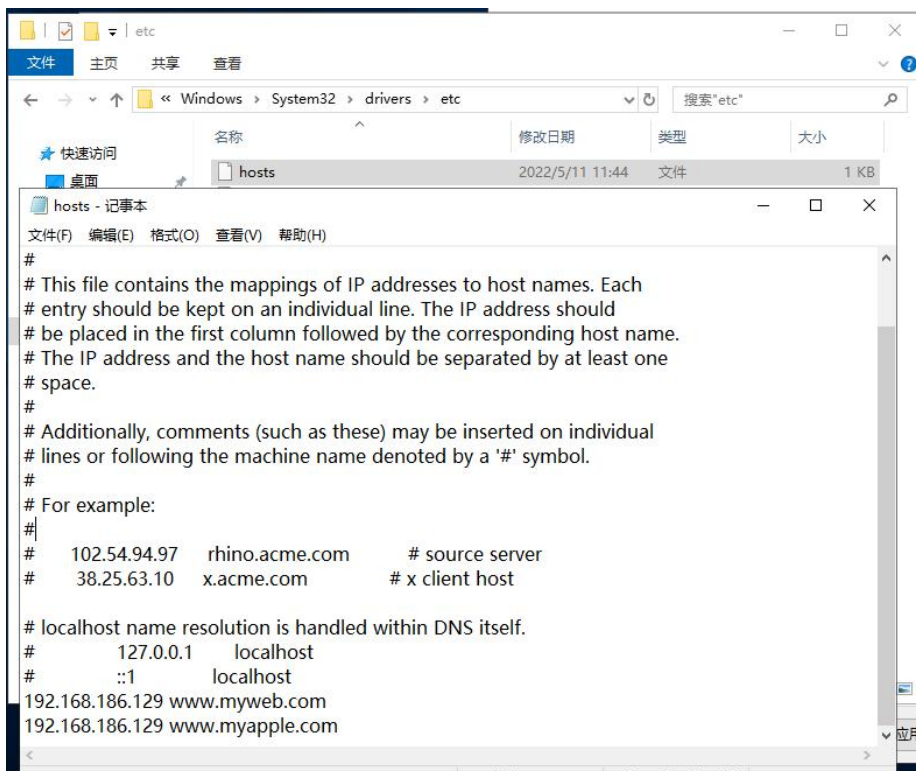 etc
文件 主页 共享 查看
« Windows › System32 › drivers › etc 搜索"etc"
名称 修改日期 类型 大小
快速访问
桌面
hosts 2022/5/11 11:44 文件 1 KB
hosts - 记事本
文件(F) 编辑(E) 格式(O) 查看(V) 帮助(H)
#
# This file contains the mappings of IP addresses to host names. Each
# entry should be kept on an individual line. The IP address should
# be placed in the first column followed by the corresponding host name.
# The IP address and the host name should be separated by at least one
# space.
#
# Additionally, comments (such as these) may be inserted on individual
# lines or following the machine name denoted by a '#' symbol.
#
# For example:
#
# 102.54.94.97 rhino.acme.com # source server
# 38.25.63.10 x.acme.com # x client host
# localhost name resolution is handled within DNS itself.
# 127.0.0.1 localhost
# ::1 localhost
192.168.186.129 www.myweb.com
192.168.186.129 www.myapple.com